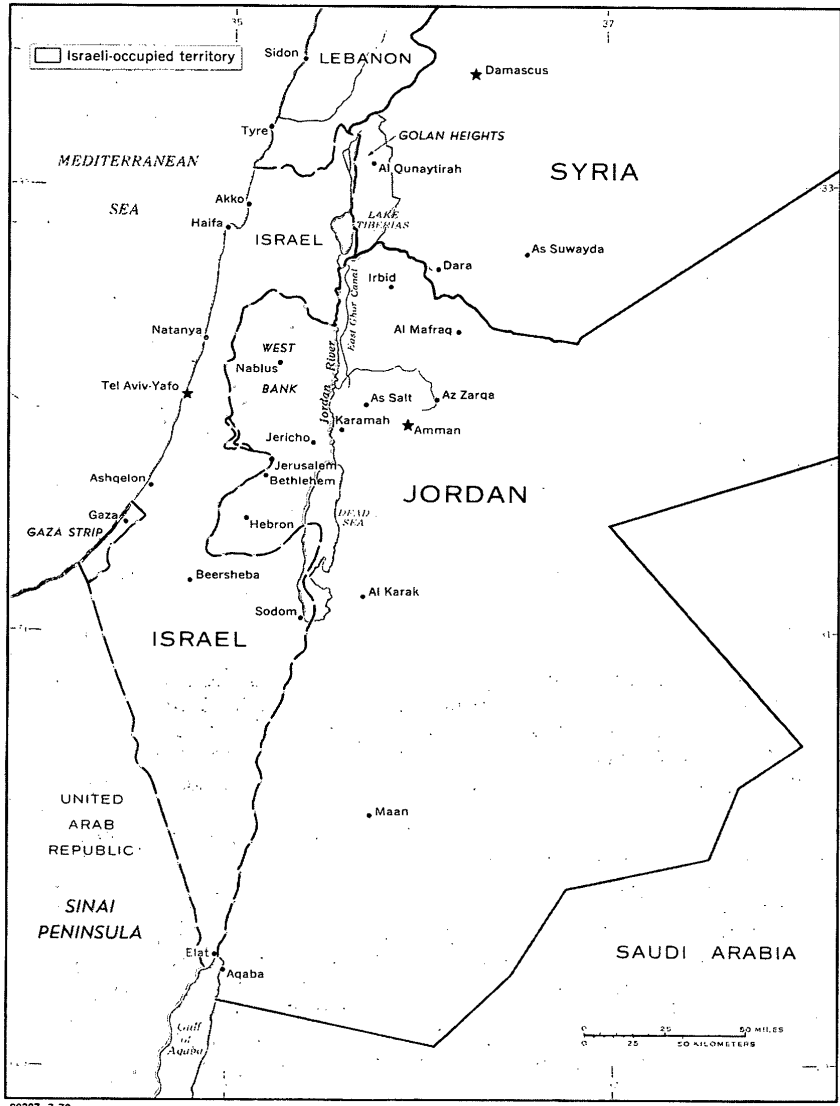 35
37
Israeli-occupied territory
Sidon
LEBANON
Damascus
Tyre
GOLAN HEIGHTS
MEDITERRANEAN
SEA
Al Qunaytirah
SYRIA
33
33
Akko
Haifa
ISRAEL
LAKE
TIBERIAS
As Suwayda
Dara
Irbid
East Ghor Canal
Natanya
Al Mafraq
WEST
BANK
Nablus
Jordan River
Tel Aviv-Yafo
As Salt
Az Zarqa
Karamah
Amman
Jericho
Jerusalem
Bethlehem
Ashqelon
JORDAN
Gaza
GAZA STRIP
Hebron
DEAD
SEA
Beersheba
Al Karak
Sodom
ISRAEL
Maan
UNITED
ARAB
REPUBLIC
SINAI
PENINSULA
Elat
Aqaba
SAUDI ARABIA
Gulf
of
Aqaba
0 25 50 MILES
0 25 50 KILOMETERS